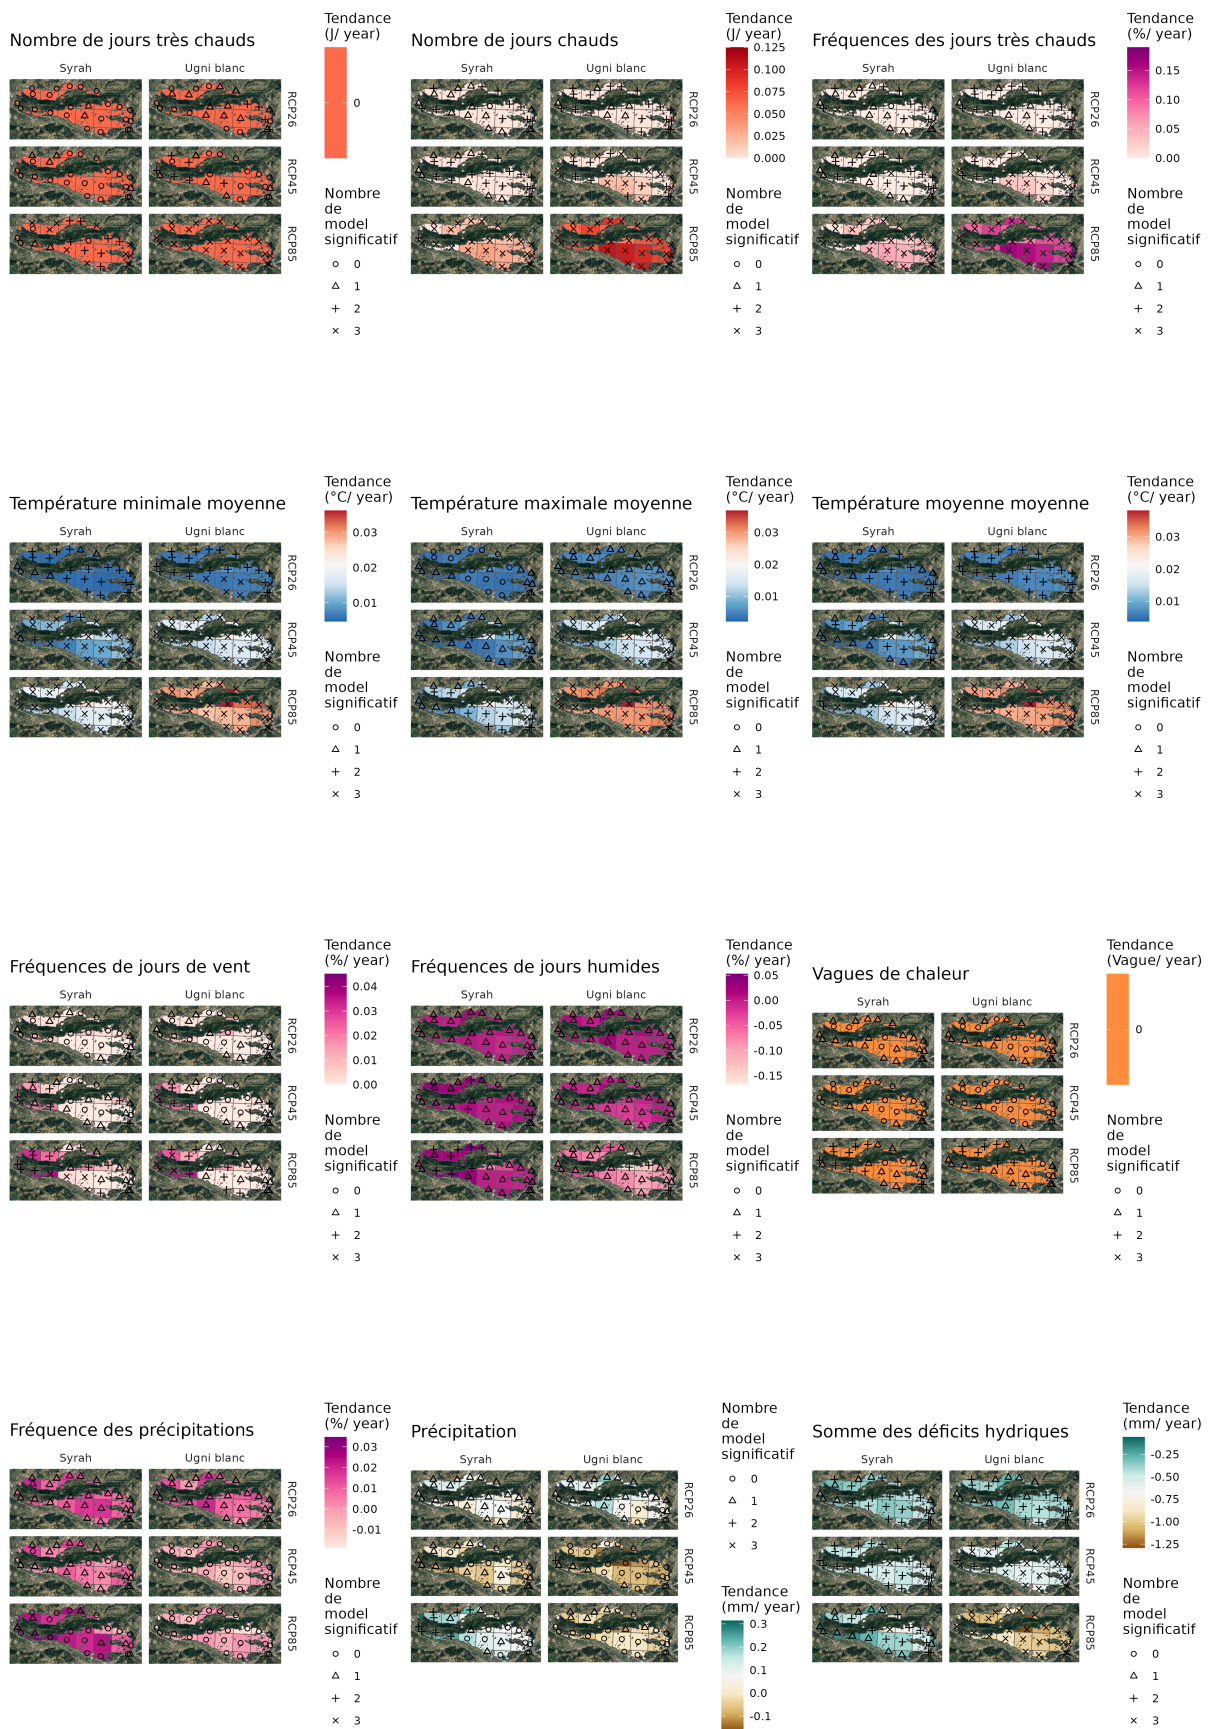 Nombre de jours très chauds
Syrah
Ugni blanc
RCP26
RCP45
RCP85
Tendance
(J/ year)
0
Nombre
de
model
significatif
0
1
2
3
Nombre de jours chauds
Syrah
Ugni blanc
RCP26
RCP45
RCP85
Tendance
(J/ year)
0.125
0.100
0.075
0.050
0.025
0.000
Nombre
de
model
significatif
0
1
2
3
Fréquences des jours très chauds
Syrah
Ugni blanc
RCP26
RCP45
RCP85
Tendance
(%/ year)
0.15
0.10
0.05
0.00
Nombre
de
model
significatif
0
1
2
3
Température minimale moyenne
Syrah
Ugni blanc
RCP26
RCP45
RCP85
Tendance
(°C/ year)
0.03
0.02
0.01
Nombre
de
model
significatif
0
1
2
3
Température maximale moyenne
Syrah
Ugni blanc
RCP26
RCP45
RCP85
Tendance
(°C/ year)
0.03
0.02
0.01
Nombre
de
model
significatif
0
1
2
3
Température moyenne moyenne
Syrah
Ugni blanc
RCP26
RCP45
RCP85
Tendance
(°C/ year)
0.03
0.02
0.01
Nombre
de
model
significatif
0
1
2
3
Fréquences de jours de vent
Syrah
Ugni blanc
RCP26
RCP45
RCP85
Tendance
(%/ year)
0.04
0.03
0.02
0.01
0.00
Nombre
de
model
significatif
0
1
2
3
Fréquences de jours humides
Syrah
Ugni blanc
RCP26
RCP45
RCP85
Tendance
(%/ year)
0.05
0.00
-0.05
-0.10
-0.15
Nombre
de
model
significatif
0
1
2
3
Vagues de chaleur
Syrah
Ugni blanc
RCP26
RCP45
RCP85
Tendance
(Vague/ year)
0
Nombre
de
model
significatif
0
1
2
3
Fréquence des précipitations
Syrah
Ugni blanc
RCP26
RCP45
RCP85
Tendance
(%/ year)
0.03
0.02
0.01
0.00
-0.01
Nombre
de
model
significatif
0
1
2
3
Précipitation
Syrah
Ugni blanc
RCP26
RCP45
RCP85
Nombre
de
model
significatif
0
1
2
3
Tendance
(mm/ year)
0.3
0.2
0.1
0.0
-0.1
Somme des déficits hydriques
Syrah
Ugni blanc
RCP26
RCP45
RCP85
Tendance
(mm/ year)
-0.25
-0.50
-0.75
-1.00
-1.25
Nombre
de
model
significatif
0
1
2
3